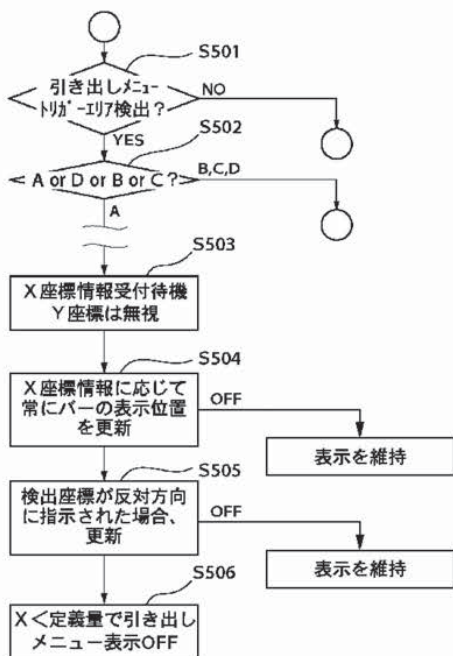 S501
引き出しメニュー
トリガーエリア検出？
NO
YES
S502
A or D or B or C？
B,C,D
A
S503
X座標情報受付待機
Y座標は無視
S504
X座標情報に応じて
常にバーの表示位置
を更新
OFF
表示を維持
S505
検出座標が反対方向
に指示された場合、
更新
OFF
表示を維持
S506
X＜定義量で引き出し
メニュー表示OFF